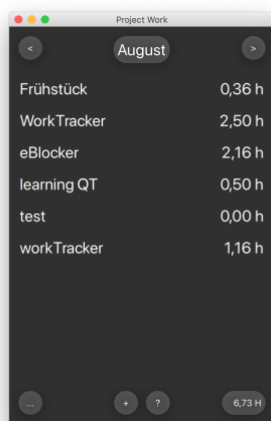 Project Work
< August >
Frühstück 0,36 h
WorkTracker 2,50 h
eBlocker 2,16 h
learning QT 0,50 h
test 0,00 h
workTracker 1,16 h
... + ? 6,73 H